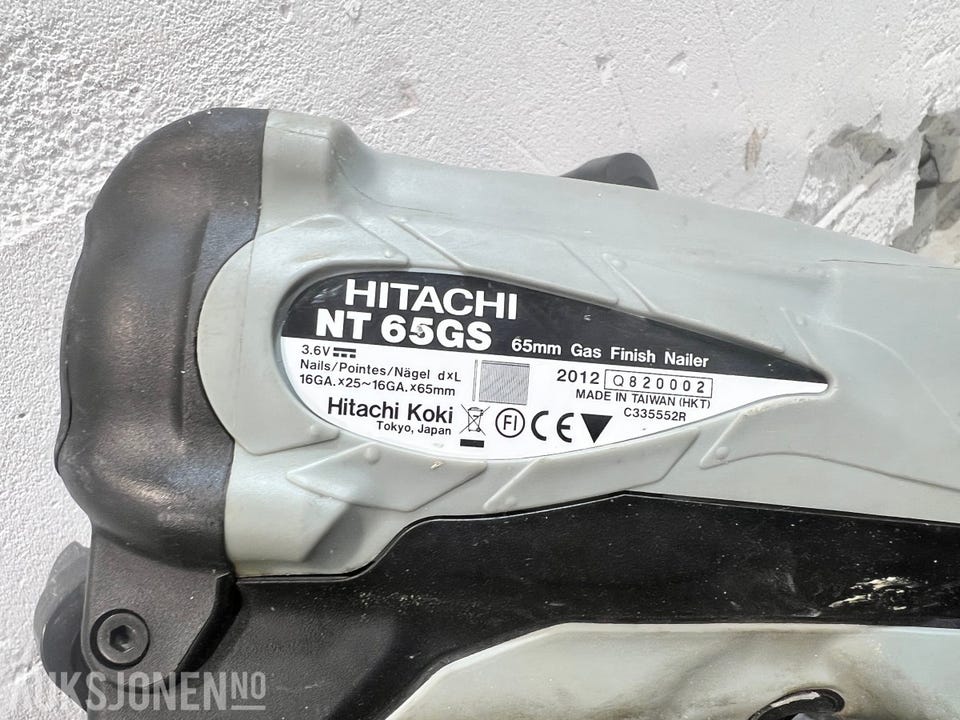 HITACHI
NT 65GS 65mm Gas Finish Nailer
3.6V
Nails/Pointes/Nägel d×L
16GA.×25~16GA.×65mm
2012 Q820002
MADE IN TAIWAN (HKT)
C335552R
Hitachi Koki
Tokyo, Japan
FI CE
AUKSJONEN NO